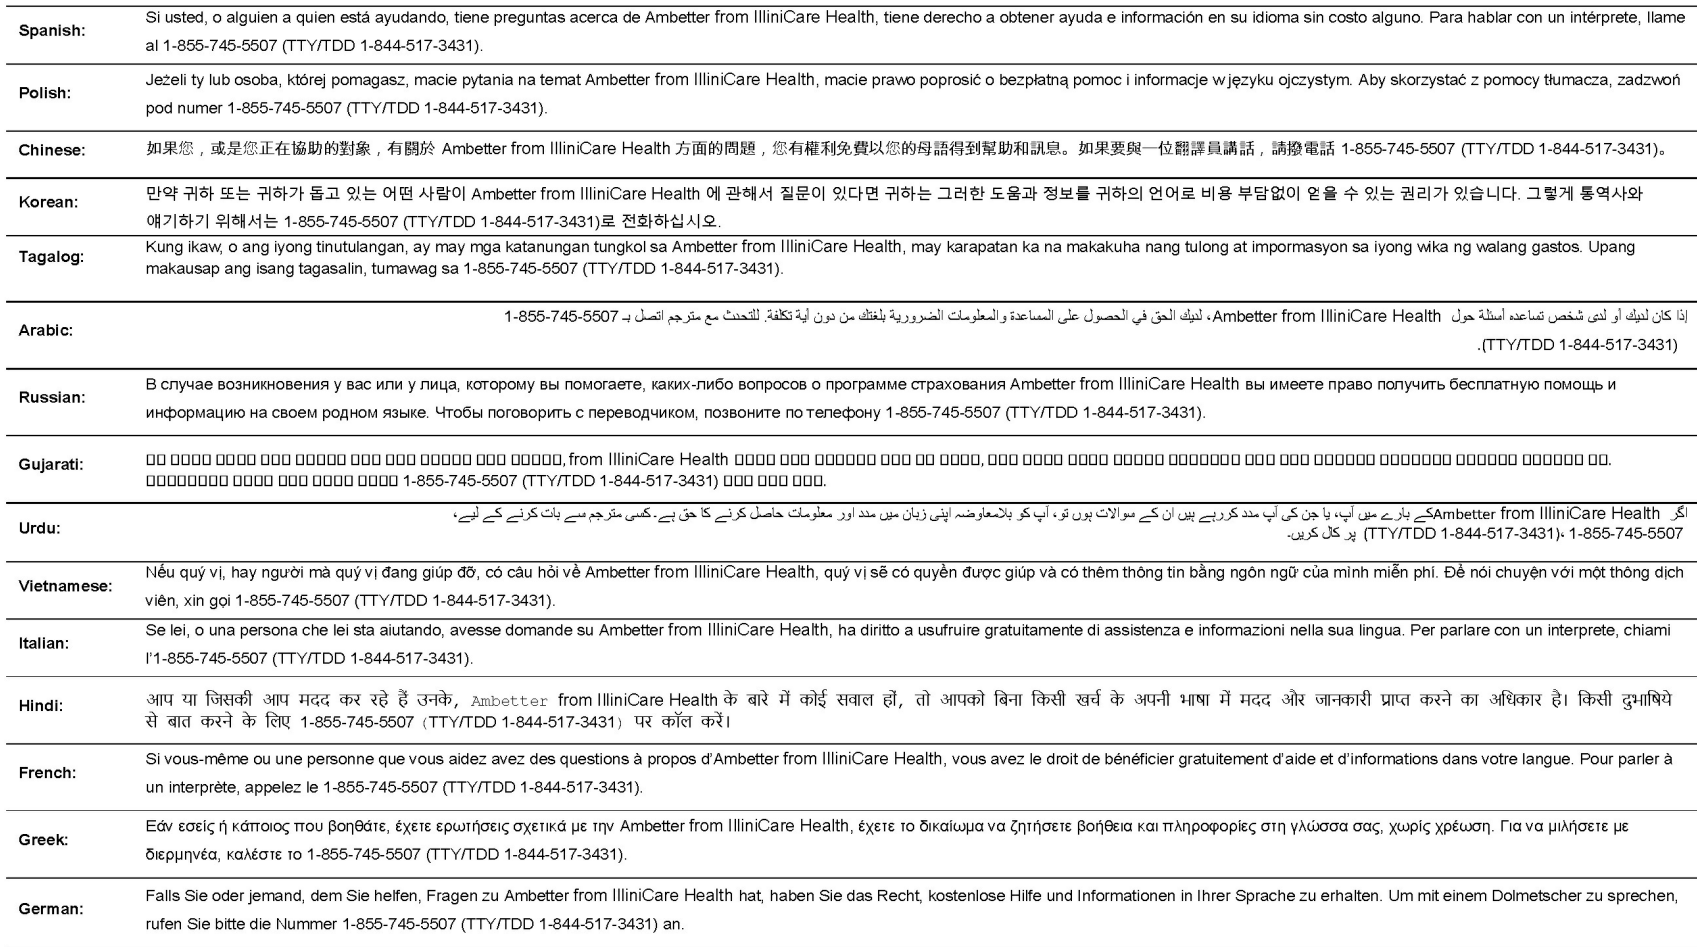 Spanish: Si usted, o alguien a quien está ayudando, tiene preguntas acerca de Ambetter from IlliniCare Health, tiene derecho a obtener ayuda e información en su idioma sin costo alguno. Para hablar con un intérprete, llame
al 1-855-745-5507 (TTY/TDD 1-844-517-3431).
Polish: Jeżeli ty lub osoba, której pomagasz, macie pytania na temat Ambetter from IlliniCare Health, macie prawo poprosić o bezpłatną pomoc i informacje w języku ojczystym. Aby skorzystać z pomocy tłumacza, zadzwoń
pod numer 1-855-745-5507 (TTY/TDD 1-844-517-3431).
Chinese: 如果您，或是您正在協助的對象，有關於 Ambetter from IlliniCare Health 方面的問題，您有權利免費以您的母語得到幫助和訊息。如果要與一位翻譯員講話，請撥電話 1-855-745-5507 (TTY/TDD 1-844-517-3431)。
Korean: 만약 귀하 또는 귀하가 돕고 있는 어떤 사람이 Ambetter from IlliniCare Health 에 관해서 질문이 있다면 귀하는 그러한 도움과 정보를 귀하의 언어로 비용 부담없이 얻을 수 있는 권리가 있습니다. 그렇게 통역사와
얘기하기 위해서는 1-855-745-5507 (TTY/TDD 1-844-517-3431)로 전화하십시오.
Tagalog: Kung ikaw, o ang iyong tinutulangan, ay may mga katanungan tungkol sa Ambetter from IlliniCare Health, may karapatan ka na makakuha nang tulong at impormasyon sa iyong wika ng walang gastos. Upang
makausap ang isang tagasalin, tumawag sa 1-855-745-5507 (TTY/TDD 1-844-517-3431).
Arabic: إذا كان لديك أو لدى شخص تساعده أسئلة حول Ambetter from IlliniCare Health، لديك الحق في الحصول على المساعدة والمعلومات الضرورية بلغتك من دون أية تكلفة. للتحدث مع مترجم اتصل بـ 1-855-745-5507
(TTY/TDD 1-844-517-3431).
Russian: В случае возникновения у вас или у лица, которому вы помогаете, каких-либо вопросов о программе страхования Ambetter from IlliniCare Health вы имеете право получить бесплатную помощь и
информацию на своем родном языке. Чтобы поговорить с переводчиком, позвоните по телефону 1-855-745-5507 (TTY/TDD 1-844-517-3431).
Gujarati: from IlliniCare Health
1-855-745-5507 (TTY/TDD 1-844-517-3431)
Urdu: اگر Ambetter from IlliniCare Health کے بارے میں آپ، یا جن کی آپ مدد کررہے ہیں ان کے سوالات ہوں تو، آپ کو بلامعاوضہ اپنی زبان میں مدد اور معلومات حاصل کرنے کا حق ہے۔ کسی مترجم سے بات کرنے کے لیے،
1-855-745-5507 ،(TTY/TDD 1-844-517-3431) پر کال کریں۔
Vietnamese: Nếu quý vị, hay người mà quý vị đang giúp đỡ, có câu hỏi về Ambetter from IlliniCare Health, quý vị sẽ có quyền được giúp và có thêm thông tin bằng ngôn ngữ của mình miễn phí. Để nói chuyện với một thông dịch
viên, xin gọi 1-855-745-5507 (TTY/TDD 1-844-517-3431).
Italian: Se lei, o una persona che lei sta aiutando, avesse domande su Ambetter from IlliniCare Health, ha diritto a usufruire gratuitamente di assistenza e informazioni nella sua lingua. Per parlare con un interprete, chiami
l’1-855-745-5507 (TTY/TDD 1-844-517-3431).
Hindi: आप या जिसकी आप मदद कर रहे हैं उनके, Ambetter from IlliniCare Health के बारे में कोई सवाल हों, तो आपको बिना किसी खर्च के अपनी भाषा में मदद और जानकारी प्राप्त करने का अधिकार है। किसी दुभाषिये
से बात करने के लिए 1-855-745-5507 (TTY/TDD 1-844-517-3431) पर कॉल करें।
French: Si vous-même ou une personne que vous aidez avez des questions à propos d’Ambetter from IlliniCare Health, vous avez le droit de bénéficier gratuitement d’aide et d’informations dans votre langue. Pour parler à
un interprète, appelez le 1-855-745-5507 (TTY/TDD 1-844-517-3431).
Greek: Εάν εσείς ή κάποιος που βοηθάτε, έχετε ερωτήσεις σχετικά με την Ambetter from IlliniCare Health, έχετε το δικαίωμα να ζητήσετε βοήθεια και πληροφορίες στη γλώσσα σας, χωρίς χρέωση. Για να μιλήσετε με
διερμηνέα, καλέστε το 1-855-745-5507 (TTY/TDD 1-844-517-3431).
German: Falls Sie oder jemand, dem Sie helfen, Fragen zu Ambetter from IlliniCare Health hat, haben Sie das Recht, kostenlose Hilfe und Informationen in Ihrer Sprache zu erhalten. Um mit einem Dolmetscher zu sprechen,
rufen Sie bitte die Nummer 1-855-745-5507 (TTY/TDD 1-844-517-3431) an.